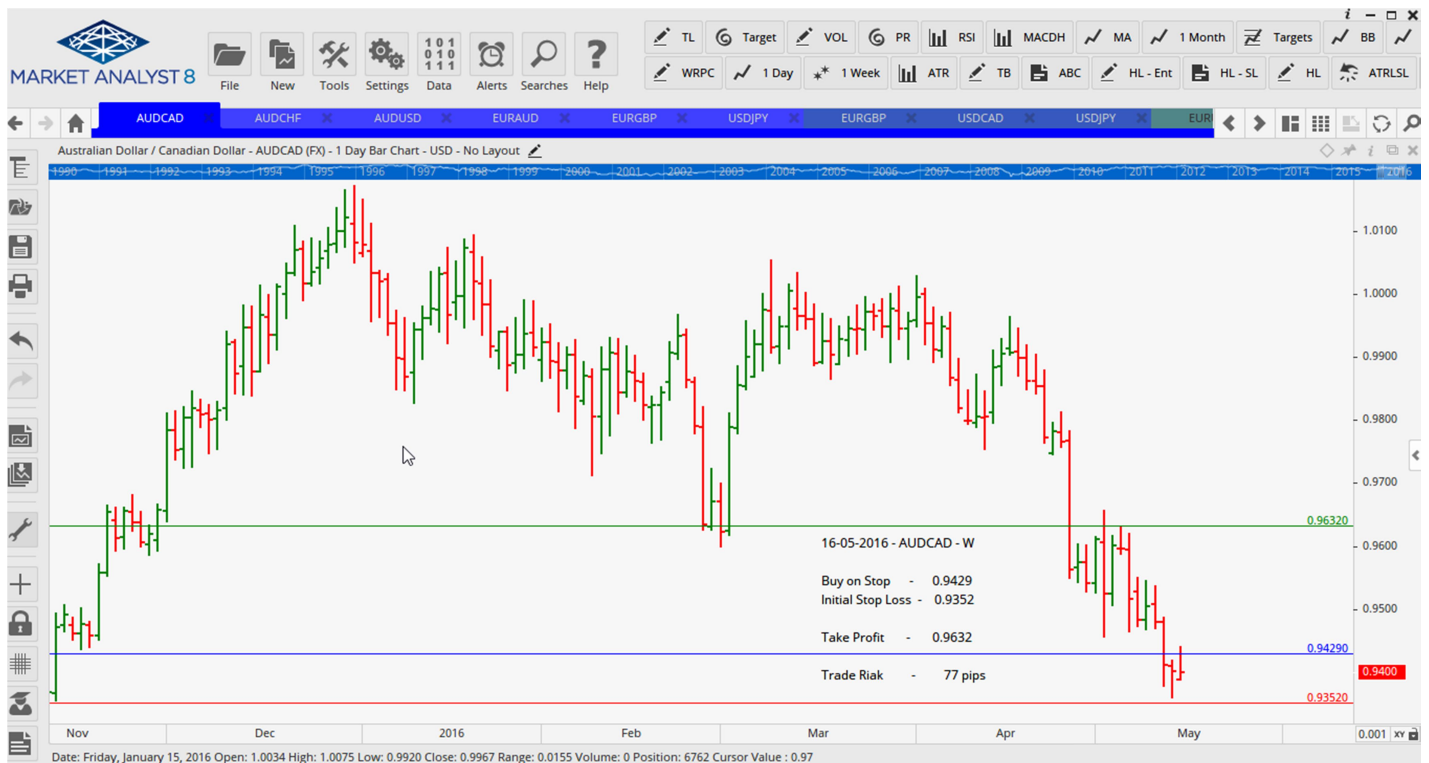 MARKET ANALYST 8
File New Tools Settings Data Alerts Searches Help
TL Target VOL PR RSI MACDH MA 1 Month Targets BB
WRPC 1 Day 1 Week ATR TB ABC HL - Ent HL - SL HL ATRLSL
AUDCAD AUDCHF AUDUSD EURAUD EURGBP USDJPY EURGBP USDCAD USDJPY
Australian Dollar / Canadian Dollar - AUDCAD (FX) - 1 Day Bar Chart - USD - No Layout
1990 1991 1992 1993 1994 1995 1996 1997 1998 1999 2000 2001 2002 2003 2004 2005 2006 2007 2008 2009 2010 2011 2012 2013 2014 2015 2016
1.0100
1.0000
0.9900
0.9800
0.9700
0.96320
0.9600
16-05-2016 - AUDCAD - W
Buy on Stop - 0.9429
Initial Stop Loss - 0.9352
0.9500
Take Profit - 0.9632
0.94290
Trade Riak - 77 pips
0.9400
0.93520
Nov Dec 2016 Feb Mar Apr May 0.001 XY
Date: Friday, January 15, 2016 Open: 1.0034 High: 1.0075 Low: 0.9920 Close: 0.9967 Range: 0.0155 Volume: 0 Position: 6762 Cursor Value : 0.97